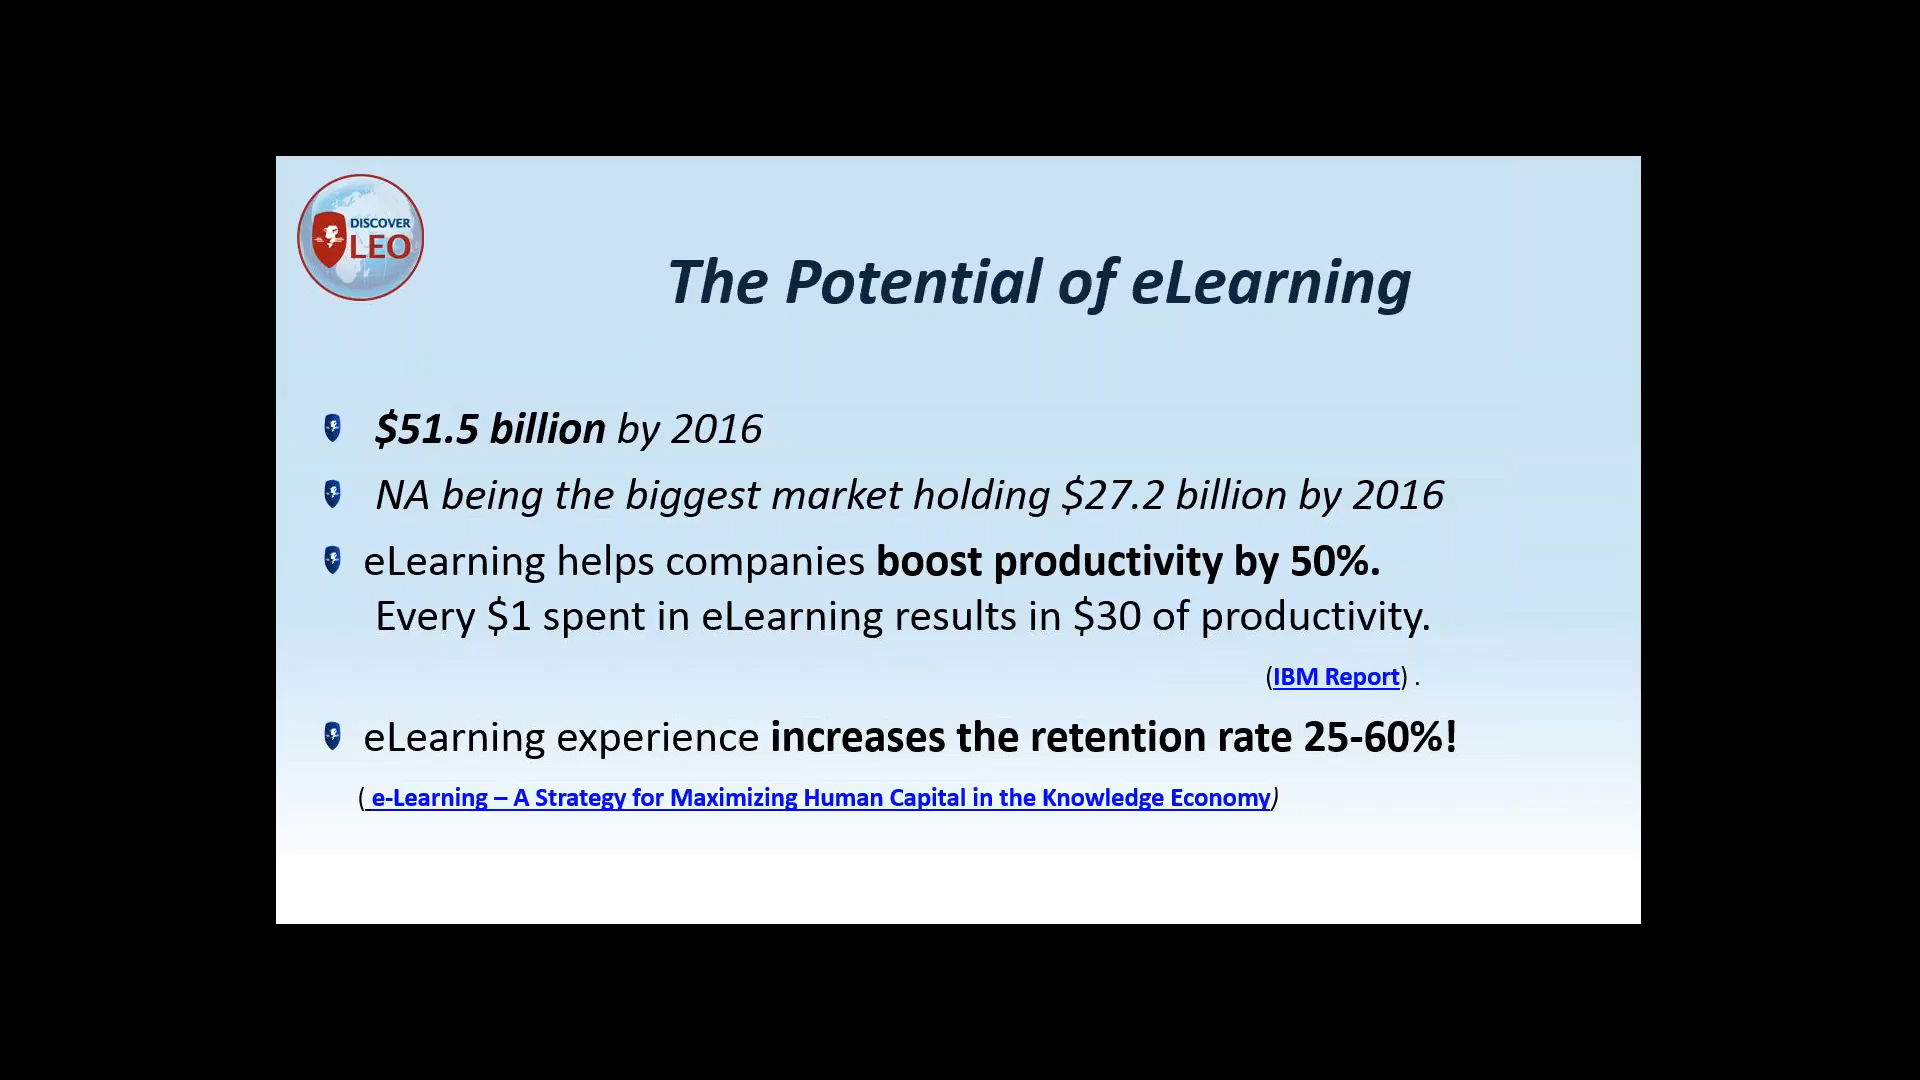 DISCOVER
LEO
The Potential of eLearning
$51.5 billion by 2016
NA being the biggest market holding $27.2 billion by 2016
eLearning helps companies boost productivity by 50%.
Every $1 spent in eLearning results in $30 of productivity.
(IBM Report) .
eLearning experience increases the retention rate 25-60%!
( e-Learning – A Strategy for Maximizing Human Capital in the Knowledge Economy)